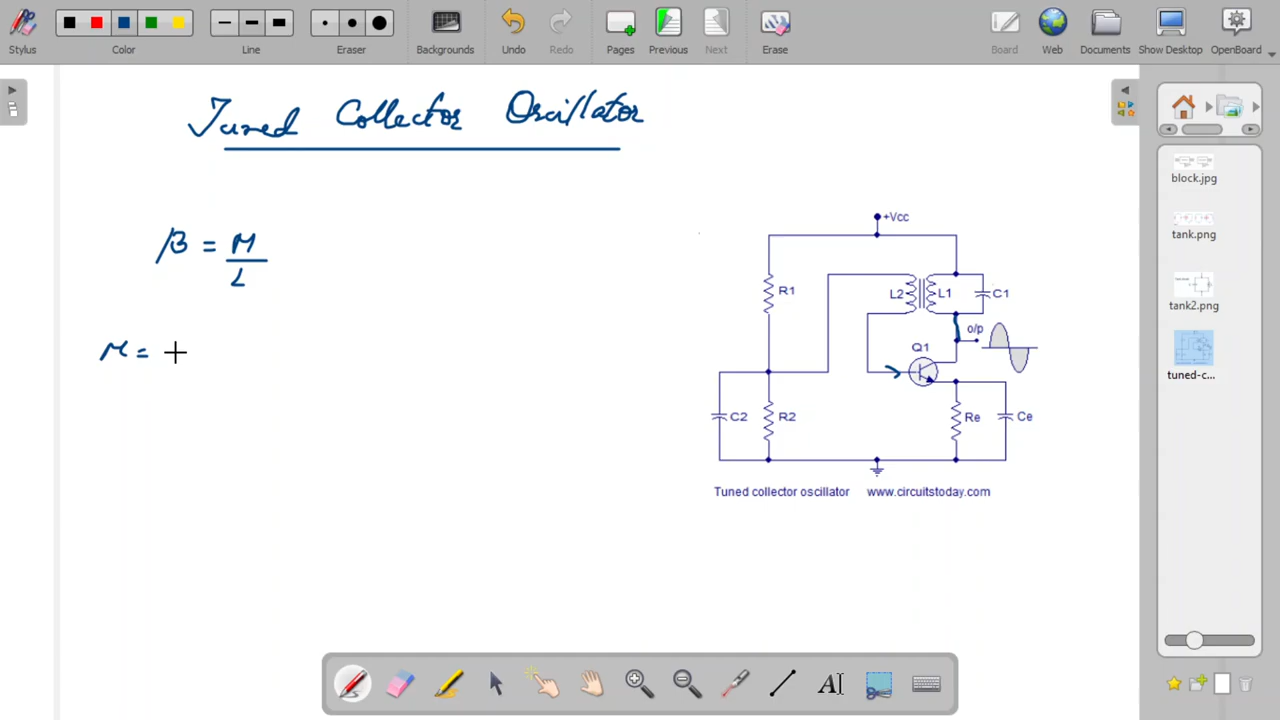 Stylus Color Line Eraser Backgrounds Undo Redo Pages Previous Next Erase Board Web Documents Show Desktop OpenBoard
Tuned Collector Oscillator
β = M
L
M =
+Vcc
R1
L2 L1 C1
o/p
Q1
C2 R2 Re Ce
Tuned collector oscillator www.circuitstoday.com
block.jpg
tank.png
tank2.png
tuned-c...
AI